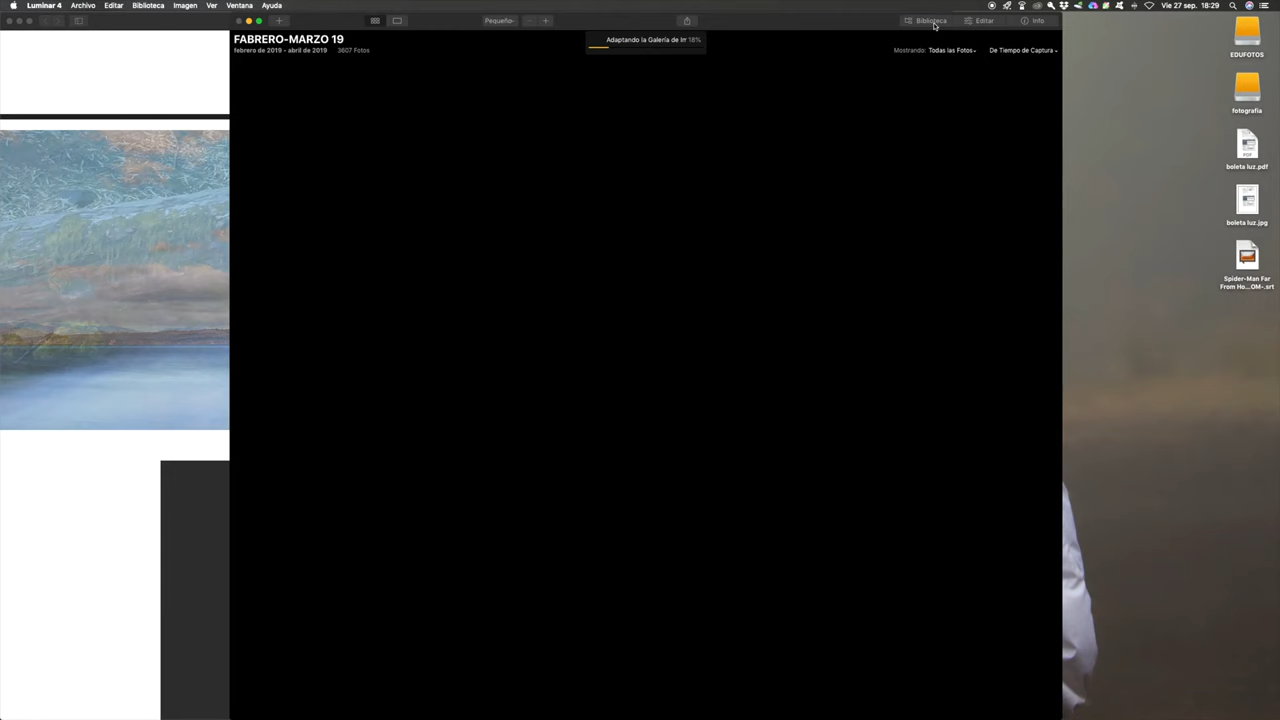 Luminar 4 Archivo Editar Biblioteca Imagen Ver Ventana Ayuda
Vie 27 sep. 18:29
Pequeño
Biblioteca Editar Info
FABRERO-MARZO 19
febrero de 2019 - abril de 2019 3607 Fotos
Adaptando la Galería de Im 18%
Mostrando: Todas las Fotos De Tiempo de Captura
EDUFOTOS
fotografía
PDF
boleta luz.pdf
boleta luz.jpg
Spider-Man Far
From Ho...OM-.srt